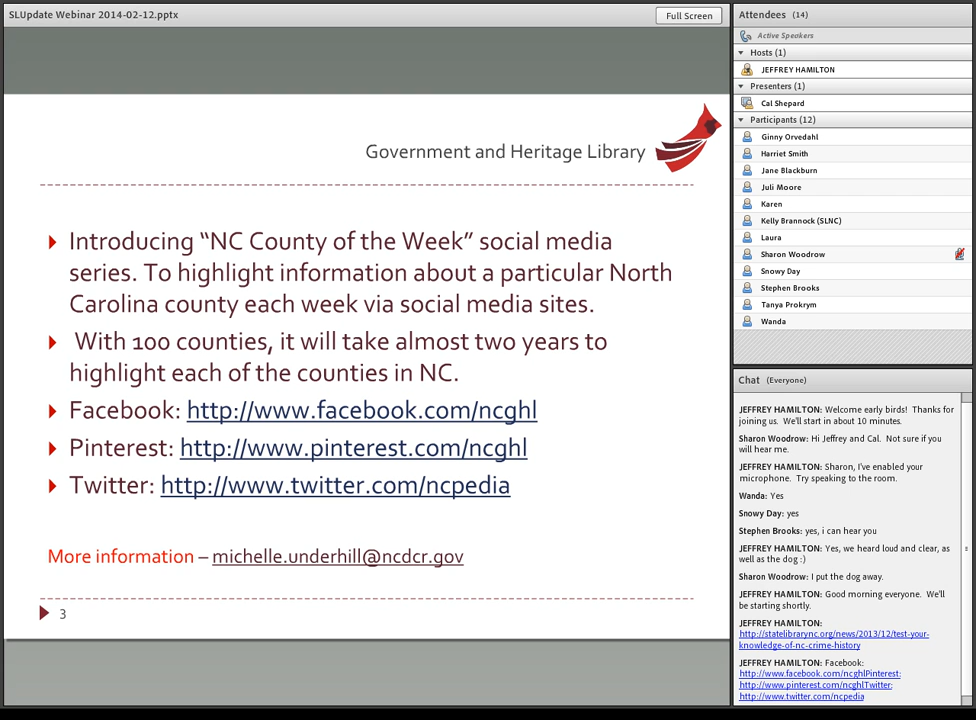 SLUpdate Webinar 2014-02-12.pptx
Full Screen
Government and Heritage Library
Introducing “NC County of the Week” social media
series. To highlight information about a particular North
Carolina county each week via social media sites.
With 100 counties, it will take almost two years to
highlight each of the counties in NC.
Facebook: http://www.facebook.com/ncghl
Pinterest: http://www.pinterest.com/ncghl
Twitter: http://www.twitter.com/ncpedia
More information – michelle.underhill@ncdcr.gov
3
Attendees (14)
Active Speakers
Hosts (1)
JEFFREY HAMILTON
Presenters (1)
Cal Shepard
Participants (12)
Ginny Orvedahl
Harriet Smith
Jane Blackburn
Juli Moore
Karen
Kelly Brannock (SLNC)
Laura
Sharon Woodrow
Snowy Day
Stephen Brooks
Tanya Prokrym
Wanda
Chat (Everyone)
JEFFREY HAMILTON: Welcome early birds! Thanks for
joining us. We'll start in about 10 minutes.
Sharon Woodrow: Hi Jeffrey and Cal. Not sure if you
will hear me.
JEFFREY HAMILTON: Sharon, I've enabled your
microphone. Try speaking to the room.
Wanda: Yes
Snowy Day: yes
Stephen Brooks: yes, i can hear you
JEFFREY HAMILTON: Yes, we heard loud and clear, as
well as the dog :)
Sharon Woodrow: I put the dog away.
JEFFREY HAMILTON: Good morning everyone. We'll
be starting shortly.
JEFFREY HAMILTON:
http://statelibrarync.org/news/2013/12/test-your-
knowledge-of-nc-crime-history
JEFFREY HAMILTON: Facebook:
http://www.facebook.com/ncghlPinterest:
http://www.pinterest.com/ncghlTwitter:
http://www.twitter.com/ncpedia